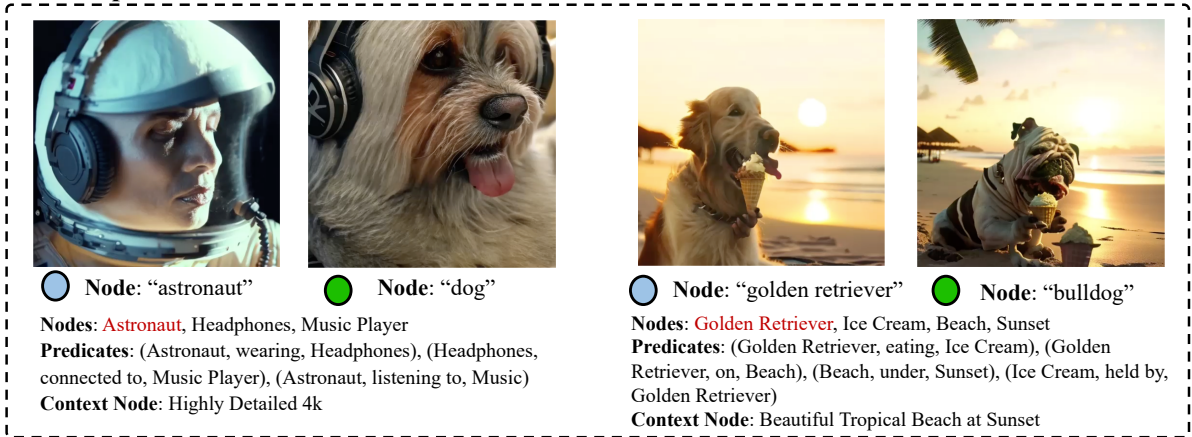 Node: “astronaut”
Node: “dog”
Nodes: Astronaut, Headphones, Music Player
Predicates: (Astronaut, wearing, Headphones), (Headphones,
connected to, Music Player), (Astronaut, listening to, Music)
Context Node: Highly Detailed 4k
Node: “golden retriever”
Node: “bulldog”
Nodes: Golden Retriever, Ice Cream, Beach, Sunset
Predicates: (Golden Retriever, eating, Ice Cream), (Golden
Retriever, on, Beach), (Beach, under, Sunset), (Ice Cream, held by,
Golden Retriever)
Context Node: Beautiful Tropical Beach at Sunset